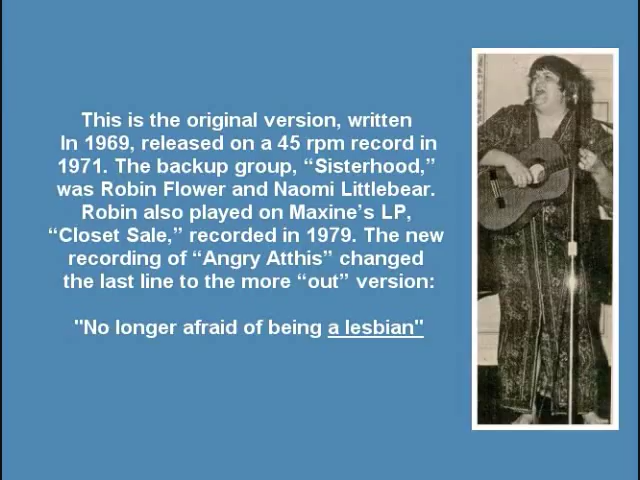 This is the original version, written
In 1969, released on a 45 rpm record in
1971. The backup group, “Sisterhood,”
was Robin Flower and Naomi Littlebear.
Robin also played on Maxine’s LP,
“Closet Sale,” recorded in 1979. The new
recording of “Angry Atthis” changed
the last line to the more “out” version:
"No longer afraid of being a lesbian"